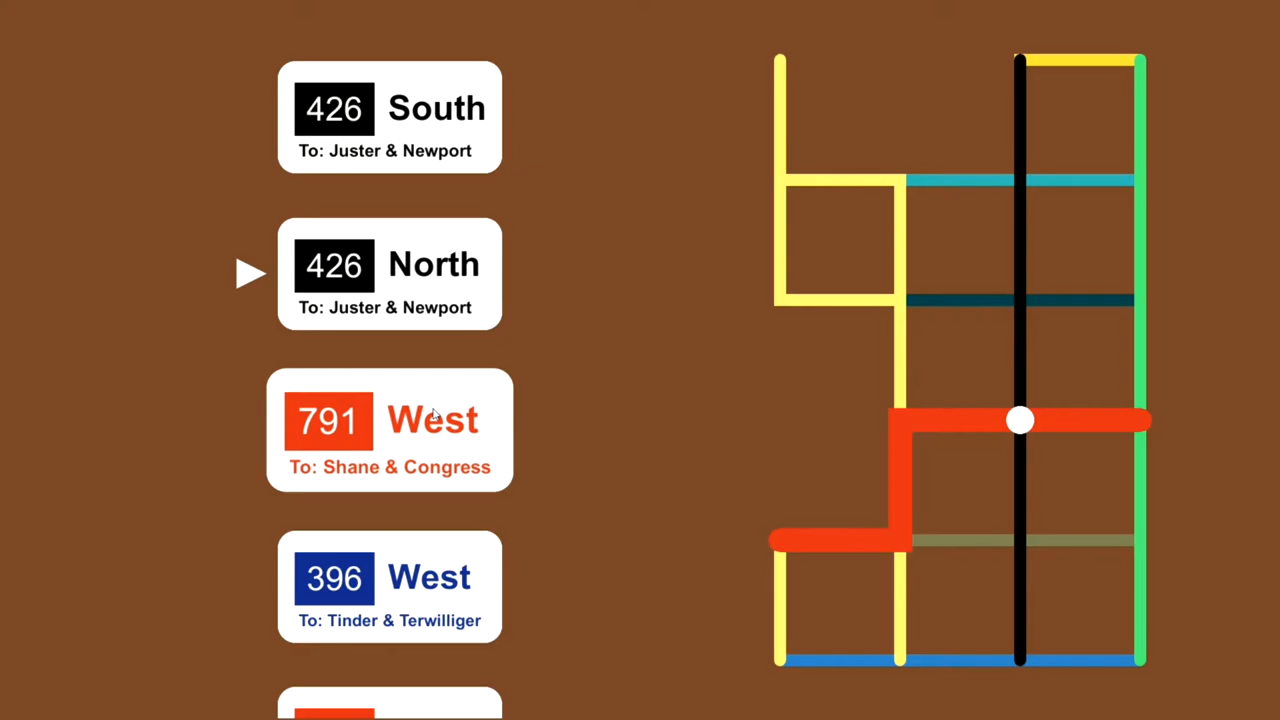 426 South
To: Juster & Newport
426 North
To: Juster & Newport
791 West
To: Shane & Congress
396 West
To: Tinder & Terwilliger